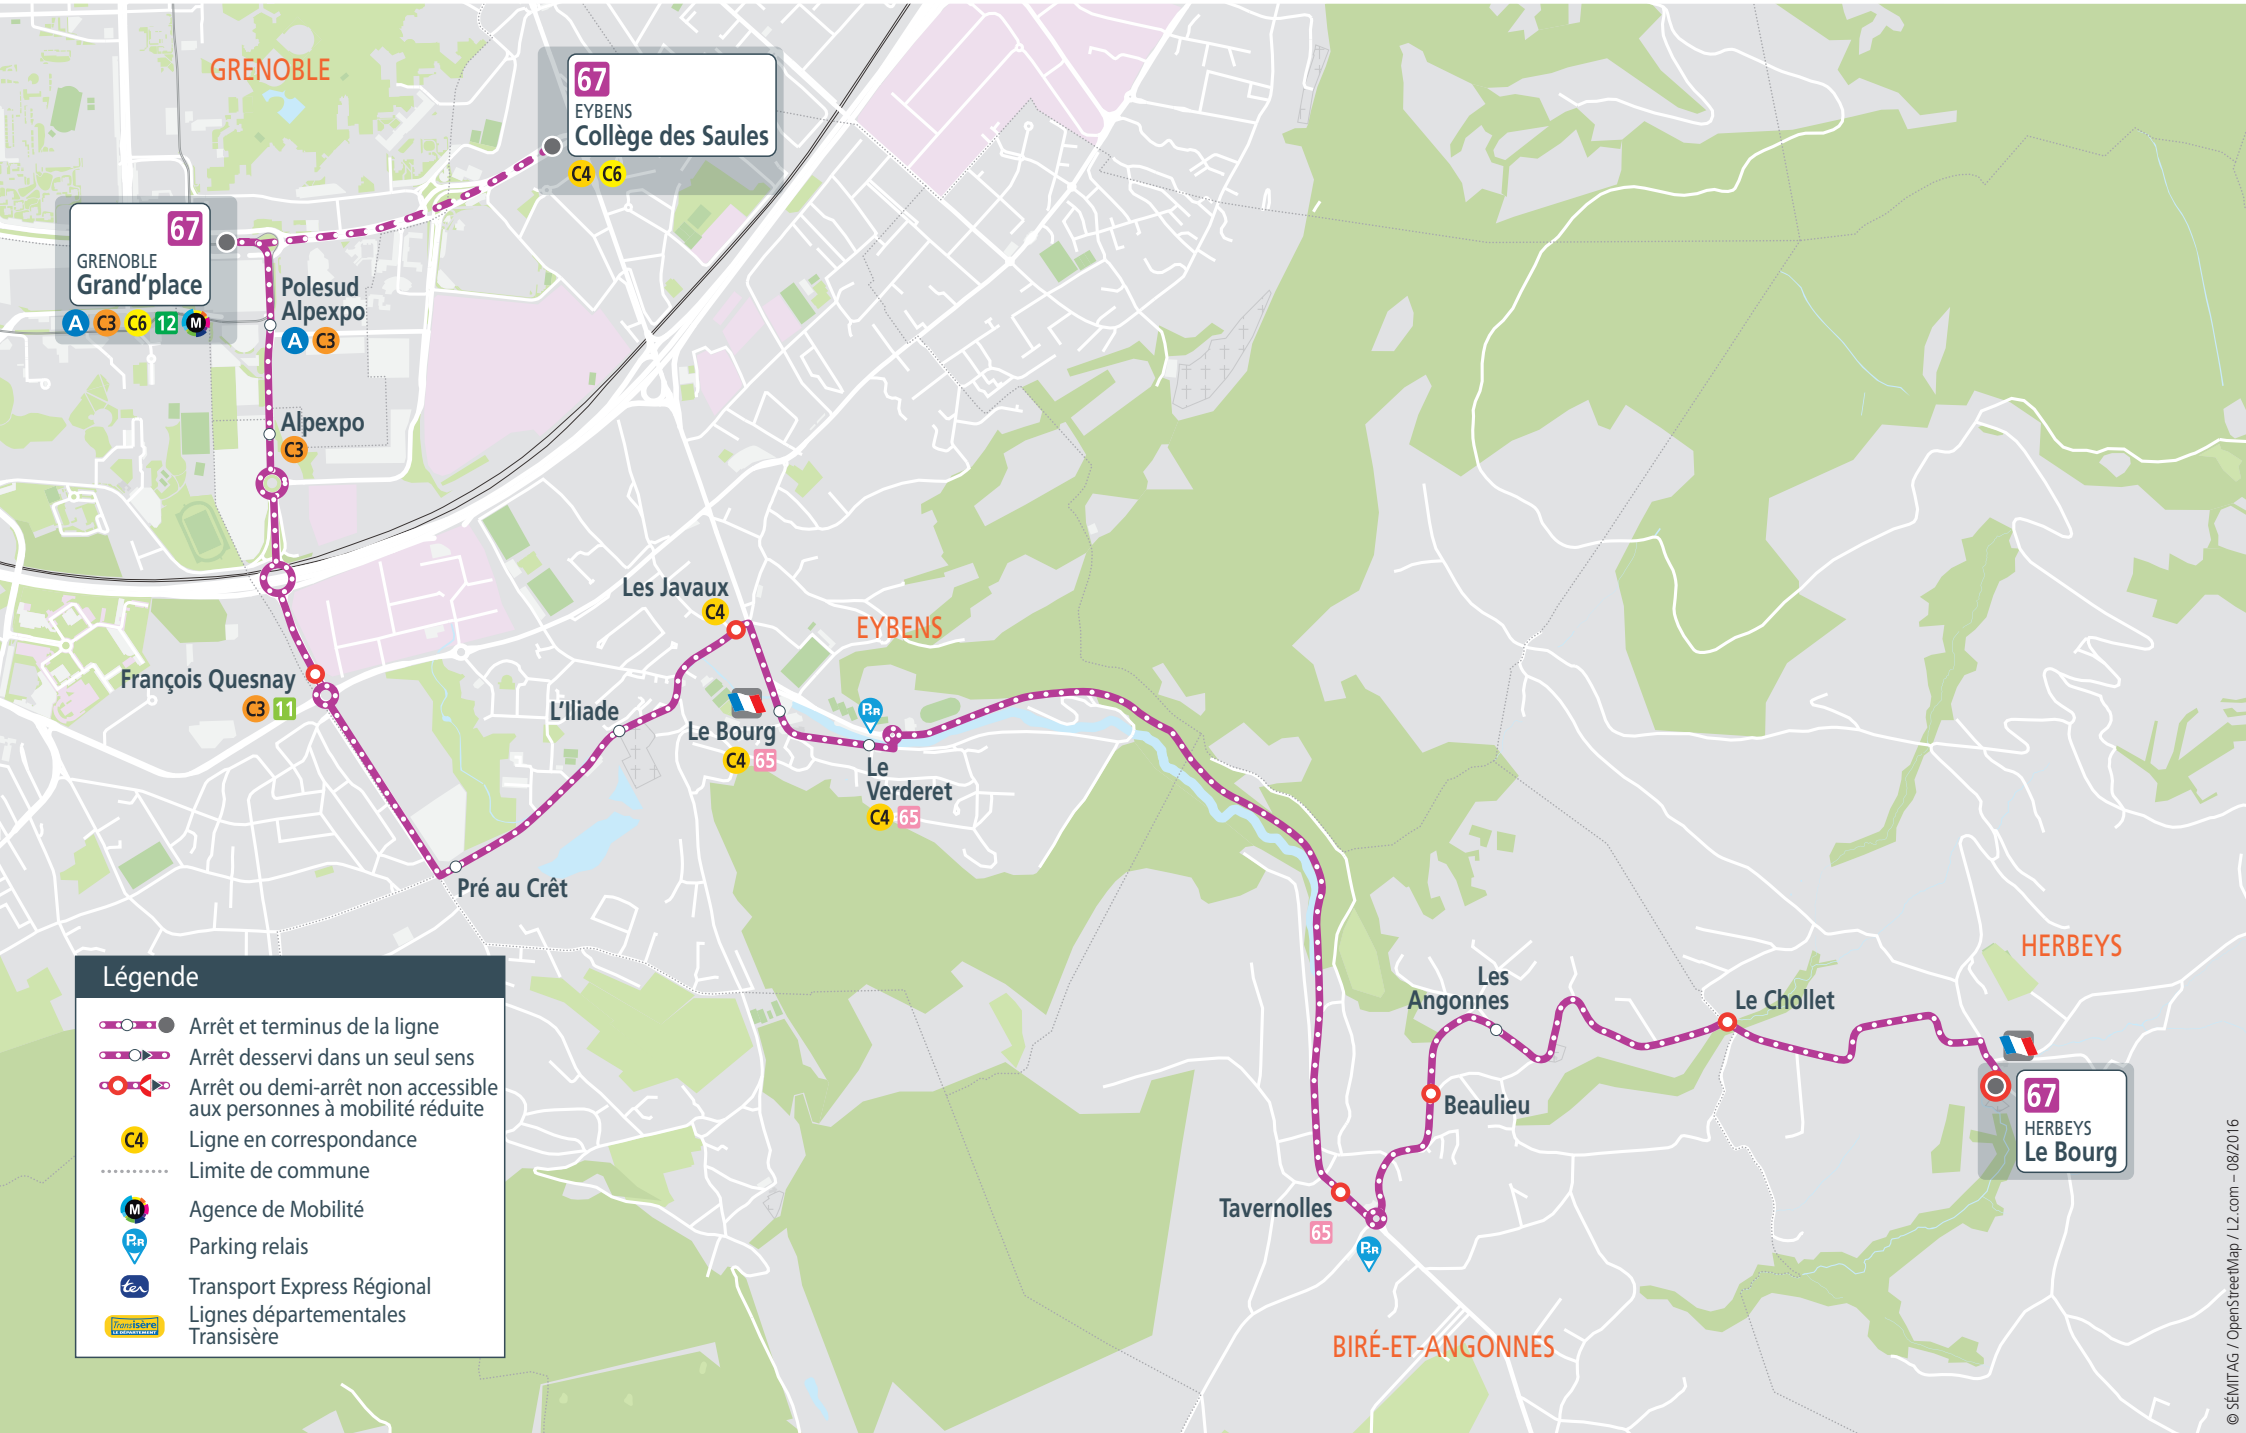 GRENOBLE
67
EYBENS
Collège des Saules
C4 C6
67
GRENOBLE
Grand'place
A C3 C6 12 M
Polesud
Alpexpo
A C3
Alpexpo
C3
Les Javaux
C4
EYBENS
François Quesnay
C3 11
L'Iliade
Le Bourg
C4 65
P+R
Le
Verderet
C4 65
Pré au Crêt
HERBEYS
Les
Angonnes
Le Chollet
Beaulieu
67
HERBEYS
Le Bourg
Tavernolles
65
P+R
BIRÉ-ET-ANGONNES
Légende
Arrêt et terminus de la ligne
Arrêt desservi dans un seul sens
Arrêt ou demi-arrêt non accessible
aux personnes à mobilité réduite
C4 Ligne en correspondance
Limite de commune
M Agence de Mobilité
P+R Parking relais
ter Transport Express Régional
Lignes départementales
Transisère
Transisère
LE DÉPARTEMENT
© SÉMITAG / OpenStreetMap / L2.com – 08/2016